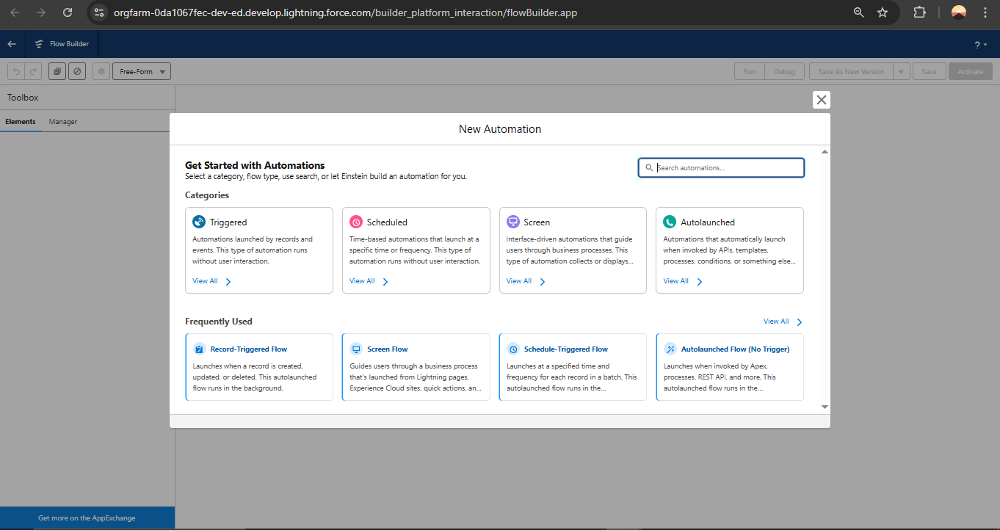 orgfarm-0da1067fec-dev-ed.develop.lightning.force.com/builder_platform_interaction/flowBuilder.app
Flow Builder
?
Free-Form
Run
Debug
Save As New Version
Save
Activate
Toolbox
Elements
Manager
New Automation
Get Started with Automations
Select a category, flow type, use search, or let Einstein build an automation for you.
Search automations...
Categories
Triggered
Automations launched by records and
events. This type of automation runs
without user interaction.
View All
Scheduled
Time-based automations that launch at a
specific time or frequency. This type of
automation runs without user interaction.
View All
Screen
Interface-driven automations that guide
users through business processes. This
type of automation collects or displays...
View All
Autolaunched
Automations that automatically launch
when invoked by APIs, templates,
processes, conditions, or something else...
View All
Frequently Used
View All
Record-Triggered Flow
Launches when a record is created,
updated, or deleted. This autolaunched
flow runs in the background.
Screen Flow
Guides users through a business process
that's launched from Lightning pages,
Experience Cloud sites, quick actions, an...
Schedule-Triggered Flow
Launches at a specified time and
frequency for each record in a batch. This
autolaunched flow runs in the...
Autolaunched Flow (No Trigger)
Launches when invoked by Apex,
processes, REST API, and more. This
autolaunched flow runs in the...
Get more on the AppExchange